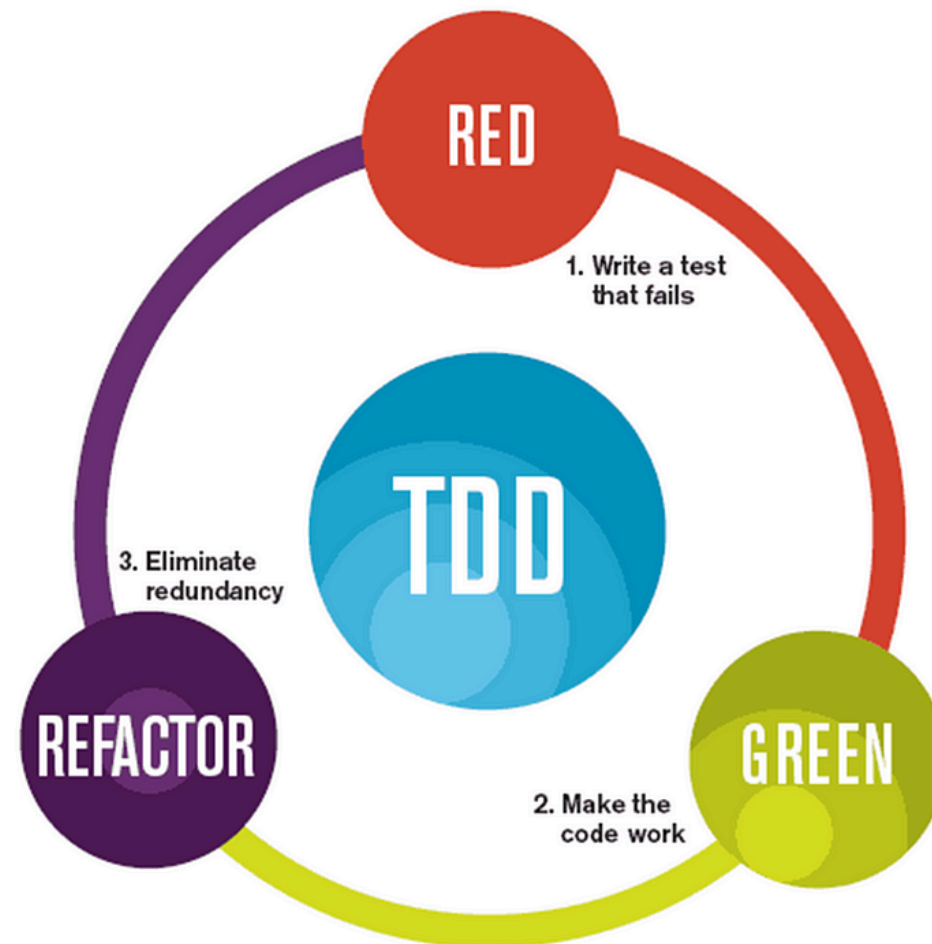 RED
1. Write a test
that fails
TDD
3. Eliminate
redundancy
REFACTOR
GREEN
2. Make the
code work